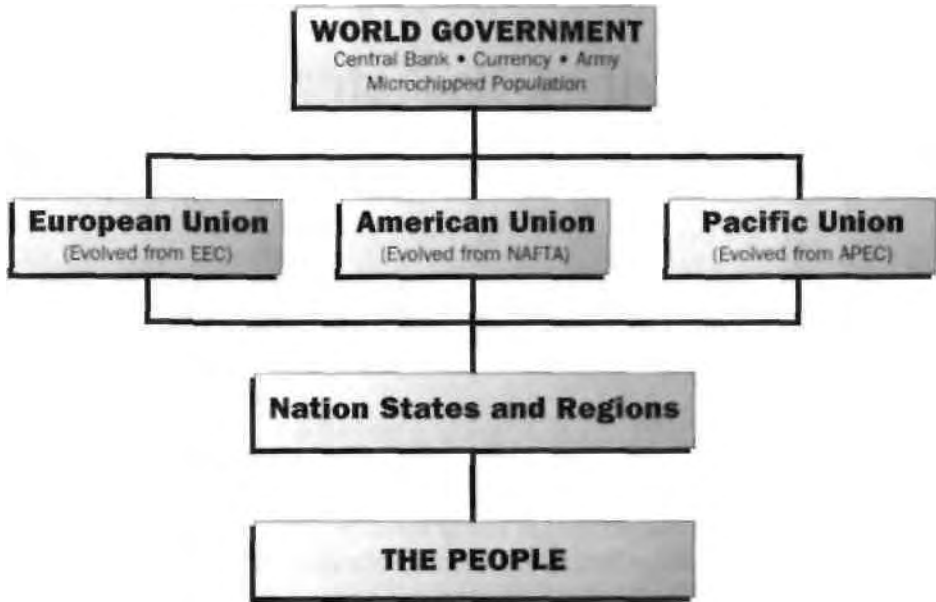 WORLD GOVERNMENT
Central Bank • Currency • Army
Microchipped Population
European Union
(Evolved from EEC)
American Union
(Evolved from NAFTA)
Pacific Union
(Evolved from APEC)
Nation States and Regions
THE PEOPLE